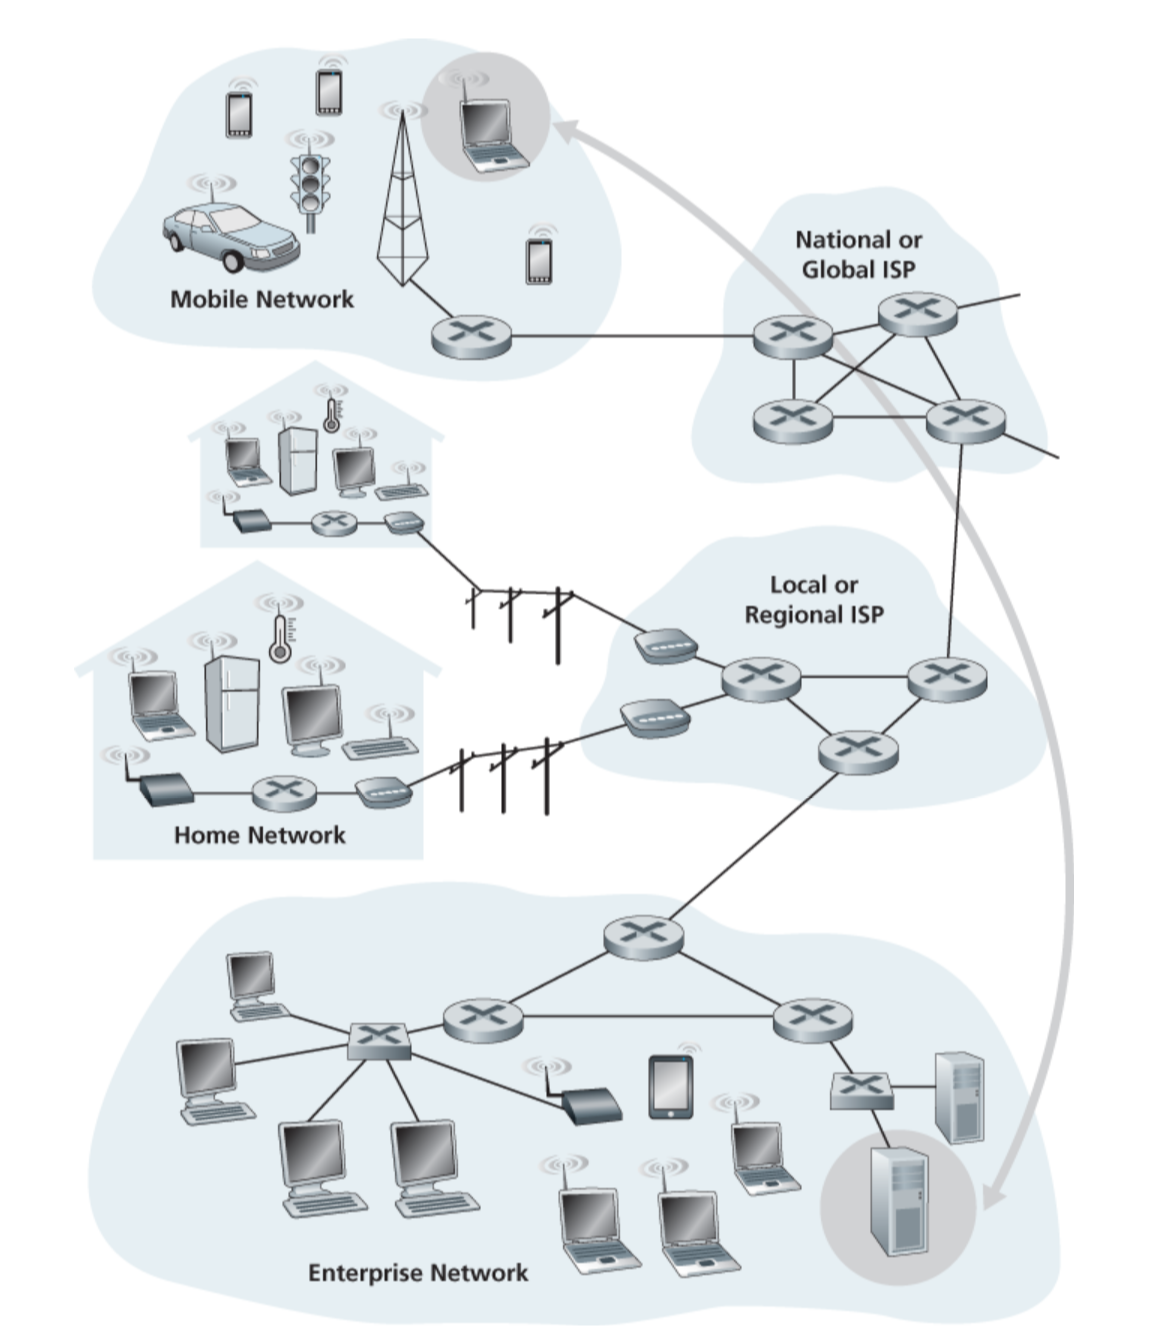 National or
Global ISP
Mobile Network
Local or
Regional ISP
Home Network
Enterprise Network